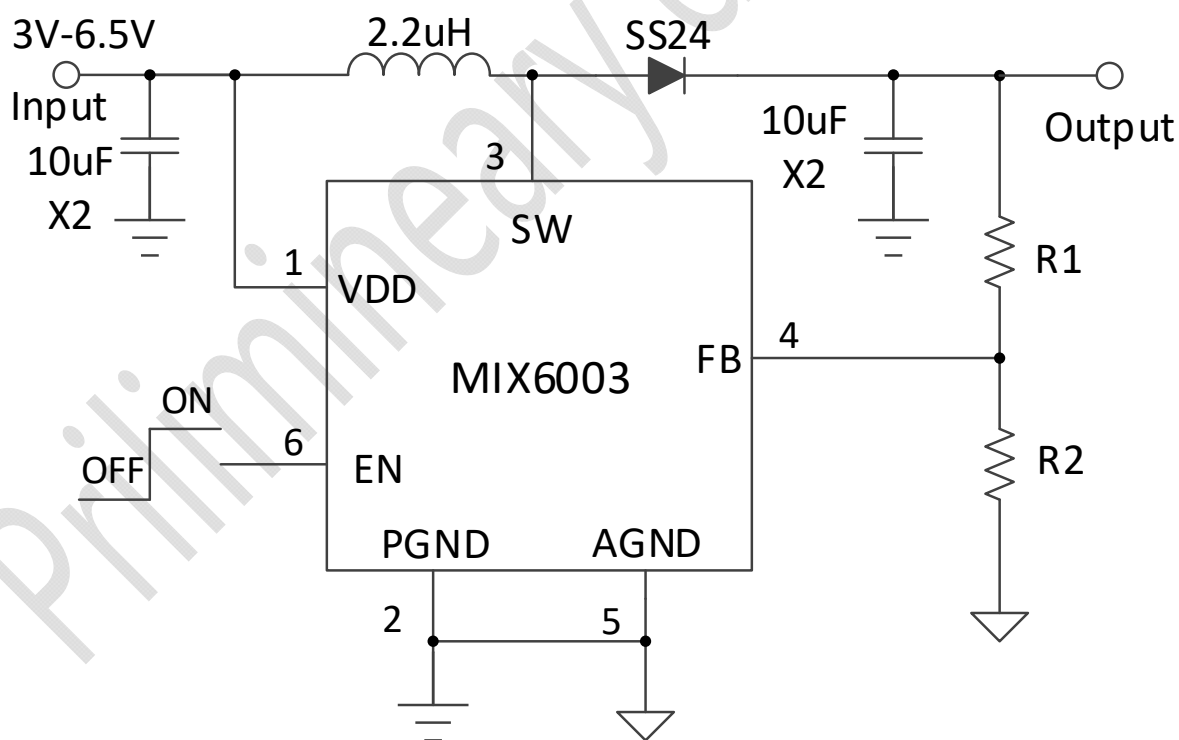 3V-6.5V
2.2uH
SS24
Input
10uF
X2
10uF
X2
Output
3
SW
1
VDD
R1
4
FB
MIX6003
ON
OFF
6
EN
R2
PGND
AGND
2
5
Prilimineary